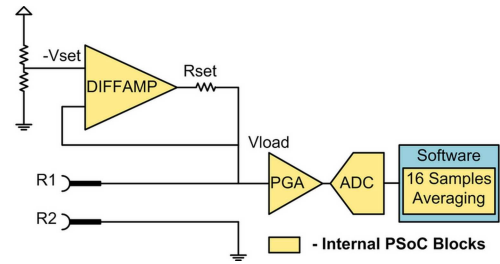 -Vset
DIFFAMP
Rset
Vload
R1
PGA
ADC
Software
16 Samples
Averaging
R2
- Internal PSoC Blocks